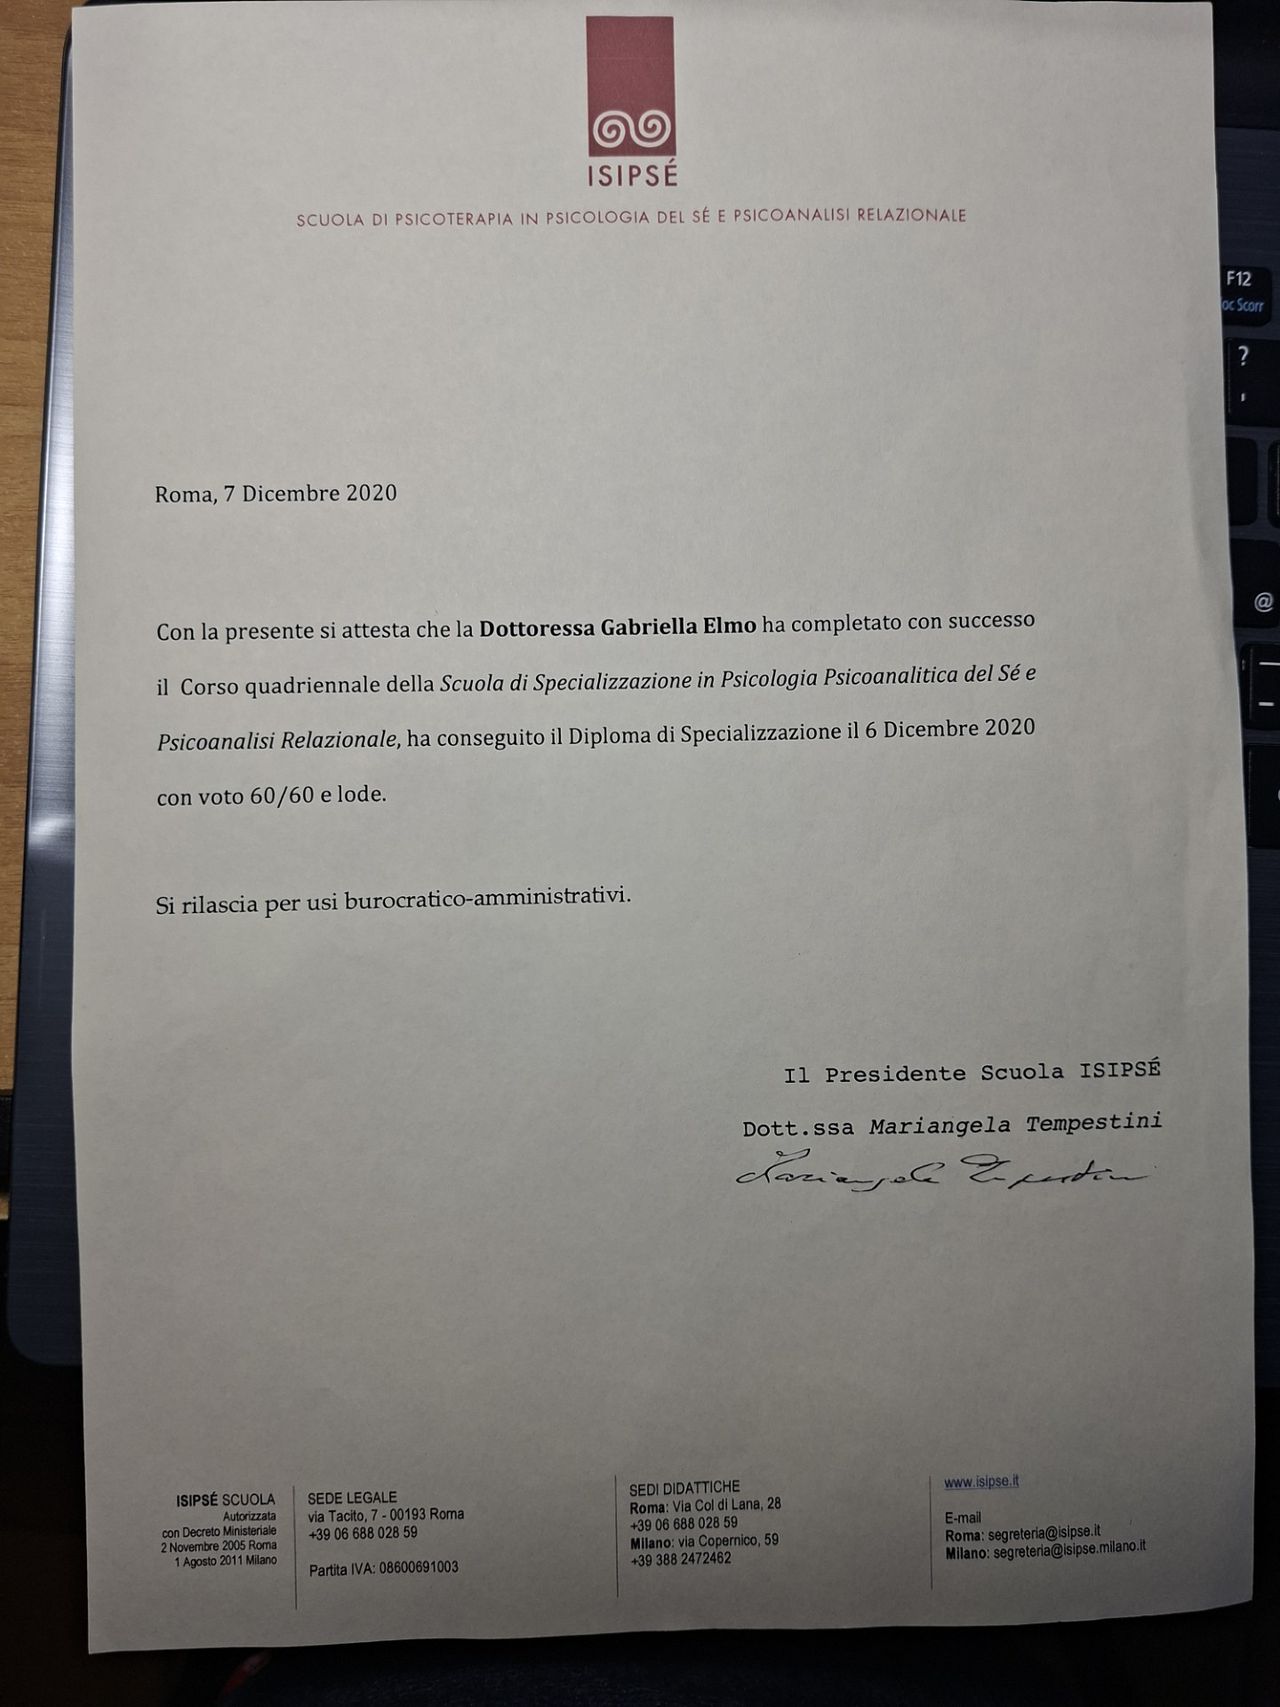 ISIPSÉ
SCUOLA DI PSICOTERAPIA IN PSICOLOGIA DEL SÉ E PSICOANALISI RELAZIONALE
F12
oc Scorr
?
'
@
Roma, 7 Dicembre 2020
Con la presente si attesta che la Dottoressa Gabriella Elmo ha completato con successo
il Corso quadriennale della Scuola di Specializzazione in Psicologia Psicoanalitica del Sé e
Psicoanalisi Relazionale, ha conseguito il Diploma di Specializzazione il 6 Dicembre 2020
con voto 60/60 e lode.
Si rilascia per usi burocratico-amministrativi.
Il Presidente Scuola ISIPSÉ
Dott.ssa Mariangela Tempestini
Mariangela Tempestini
ISIPSÉ SCUOLA
Autorizzata
con Decreto Ministeriale
2 Novembre 2005 Roma
1 Agosto 2011 Milano
SEDE LEGALE
via Tacito, 7 - 00193 Roma
+39 06 688 028 59
Partita IVA: 08600691003
SEDI DIDATTICHE
Roma: Via Col di Lana, 28
+39 06 688 028 59
Milano: via Copernico, 59
+39 388 2472462
www.isipse.it
E-mail
Roma: segreteria@isipse.it
Milano: segreteria@isipse.milano.it